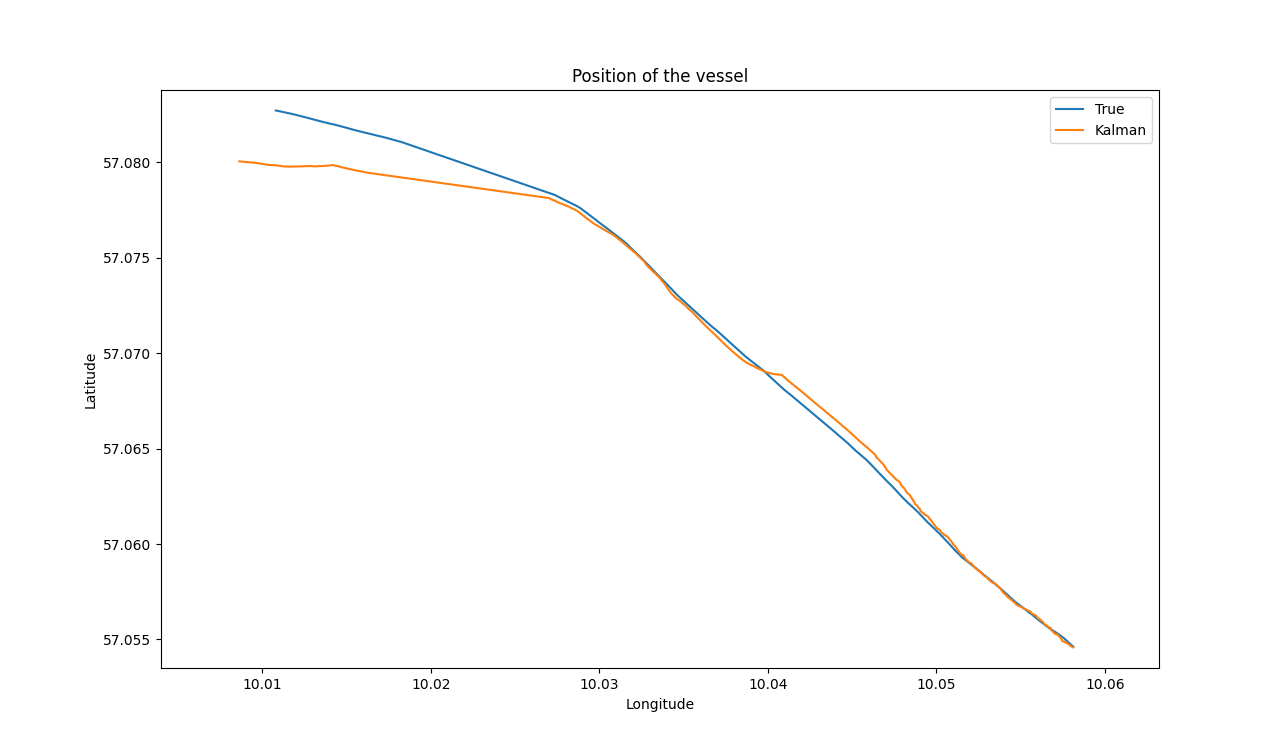 Position of the vessel
True
Kalman
57.080
57.075
57.070
57.065
57.060
57.055
Latitude
10.01 10.02 10.03 10.04 10.05 10.06
Longitude